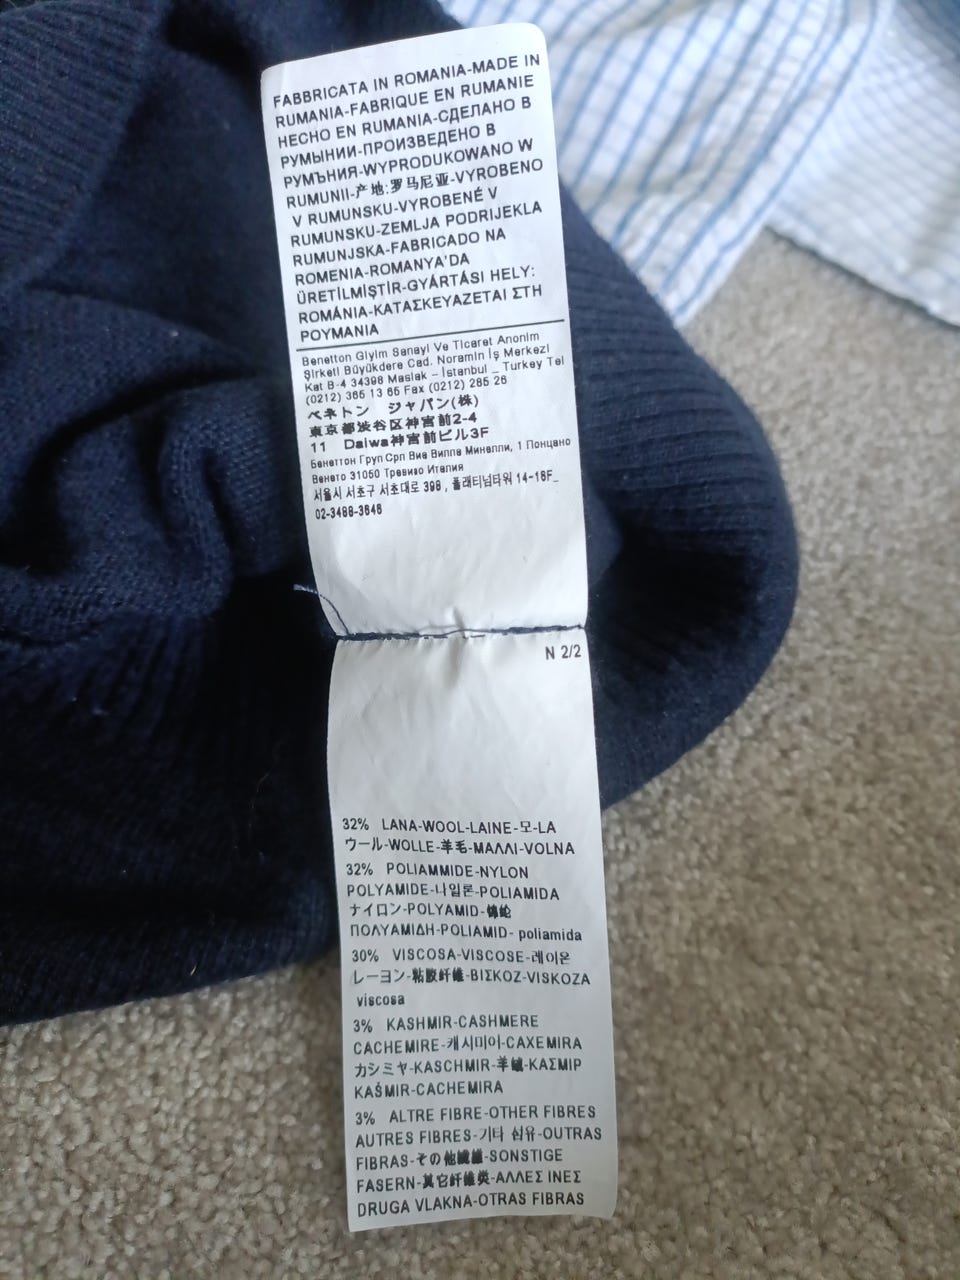 FABBRICATA IN ROMANIA-MADE IN
RUMANIA-FABRIQUE EN RUMANIE
HECHO EN RUMANIA-СДЕЛАНО В
РУМЫНИИ-ПРОИЗВЕДЕНО В
РУМЪНИЯ-WYPRODUKOWANO W
RUMUNII-产地:罗马尼亚-VYROBENO
V RUMUNSKU-VYROBENÉ V
RUMUNSKU-ZEMLJA PODRIJEKLA
RUMUNJSKA-FABRICADO NA
ROMENIA-ROMANYA'DA
ÜRETİLMİŞTİR-GYÁRTÁSI HELY:
ROMÁNIA-ΚΑΤΑΣΚΕΥΑΖΕΤΑΙ ΣΤΗ
ΡΟΥΜΑΝΙΑ
Benetton Giyim Sanayi Ve Ticaret Anonim
Şirketi Büyükdere Cad. Noramin İş Merkezi
Kat B-4 34398 Maslak – İstanbul _ Turkey Tel
(0212) 365 13 65 Fax (0212) 285 26
ベネトン ジャパン(株)
東京都渋谷区神宮前2-4
11 Daiwa神宮前ビル3F
Бенеттон Груп Срл Виа Вилла Минелли, 1 Понцано
Венето 31050 Тревизо Италия
서울시 서초구 서초대로 398 , 플래티넘타워 14-16F_
02-3488-3646
N 2/2
32% LANA-WOOL-LAINE-모-LA
ウール-WOLLE-羊毛-ΜΑΛΛΙ-VOLNA
32% POLIAMMIDE-NYLON
POLYAMIDE-나일론-POLIAMIDA
ナイロン-POLYAMID-锦纶
ΠΟΛΥΑΜΙΔΗ-POLIAMID- poliamida
30% VISCOSA-VISCOSE-레이온
レーヨン-粘胶纤维-ΒΙΣΚΟΖ-VISKOZA
viscosa
3% KASHMIR-CASHMERE
CACHEMIRE-캐시미어-CAXEMIRA
カシミヤ-KASCHMIR-羊绒-ΚΑΣΜΙΡ
KAŠMIR-CACHEMIRA
3% ALTRE FIBRE-OTHER FIBRES
AUTRES FIBRES-기타 섬유-OUTRAS
FIBRAS-その他繊維-SONSTIGE
FASERN-其它纤维类-ΑΛΛΕΣ ΙΝΕΣ
DRUGA VLAKNA-OTRAS FIBRAS